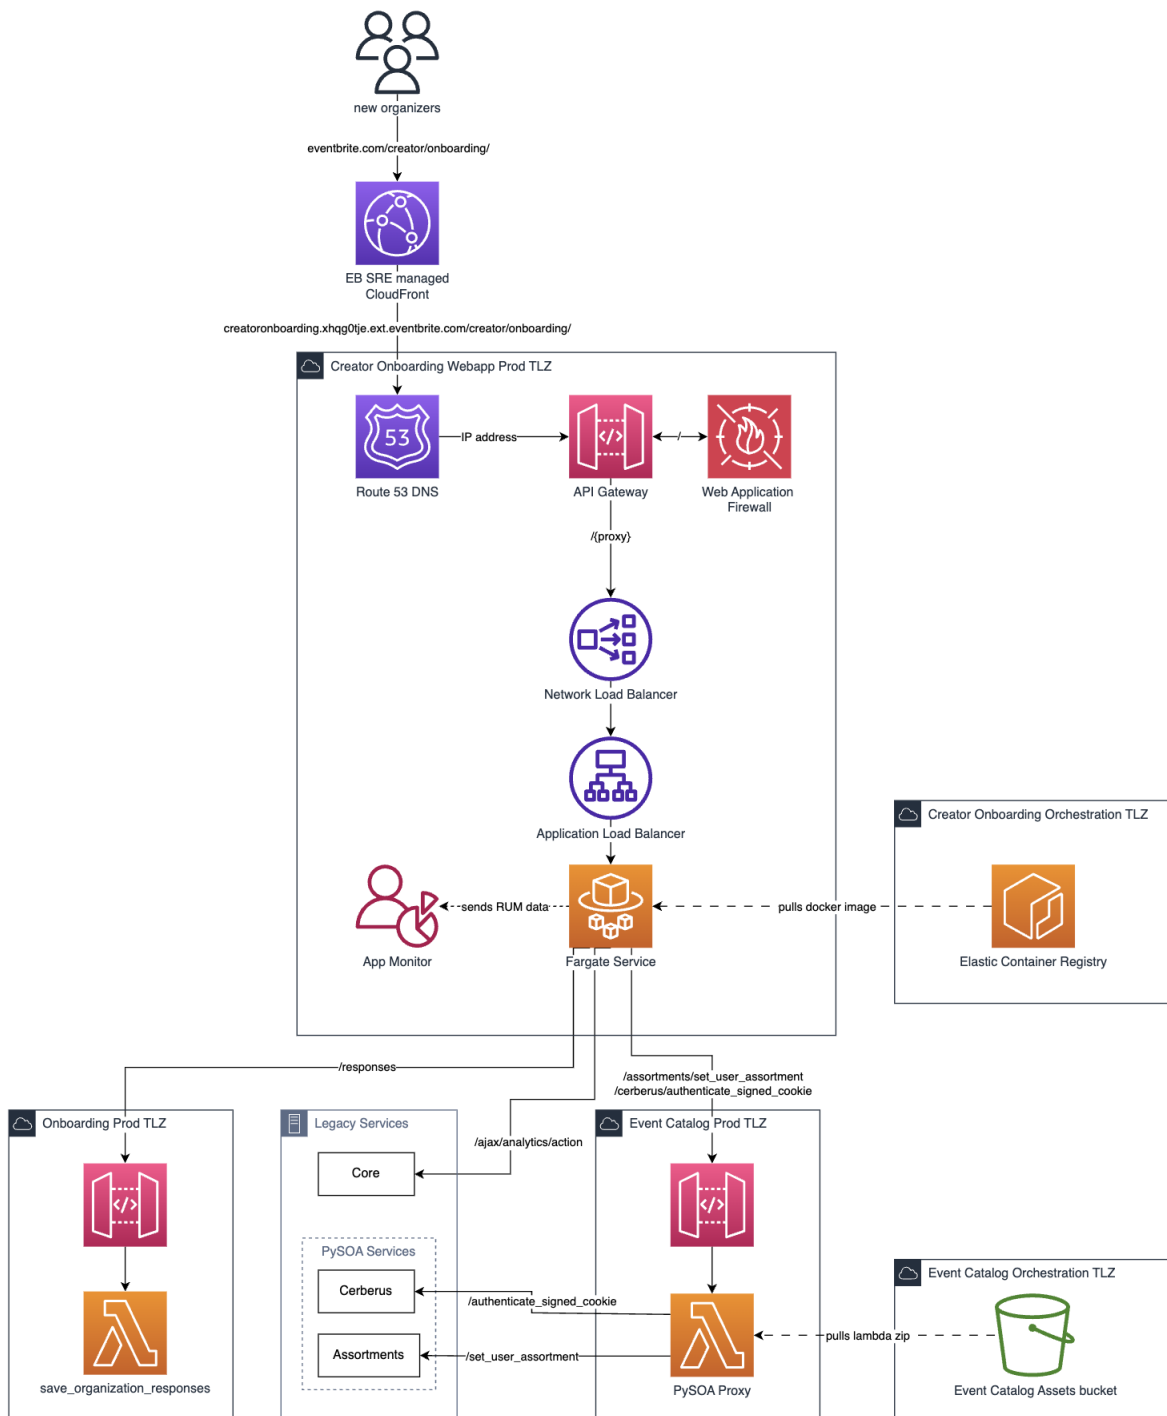 new organizers
eventbrite.com/creator/onboarding/
EB SRE managed
CloudFront
creatoronboarding.xhqg0tje.ext.eventbrite.com/creator/onboarding/
Creator Onboarding Webapp Prod TLZ
53
IP address
</>
/
Route 53 DNS
API Gateway
Web Application
Firewall
/{proxy}
Network Load Balancer
Application Load Balancer
Creator Onboarding Orchestration TLZ
sends RUM data
pulls docker image
App Monitor
Fargate Service
Elastic Container Registry
/responses
/assortments/set_user_assortment
/cerberus/authenticate_signed_cookie
Onboarding Prod TLZ
Legacy Services
Event Catalog Prod TLZ
/ajax/analytics/action
Core
</>
</>
PySOA Services
Event Catalog Orchestration TLZ
Cerberus
/authenticate_signed_cookie
pulls lambda zip
Assortments
/set_user_assortment
save_organization_responses
PySOA Proxy
Event Catalog Assets bucket